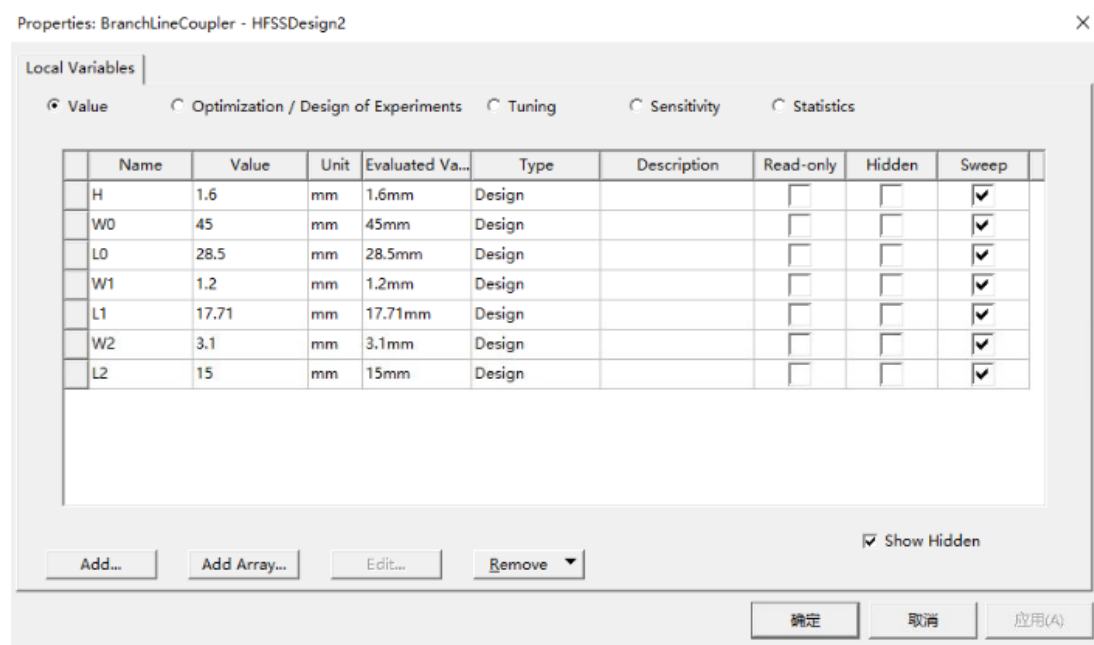 Properties: BranchLineCoupler - HFSSDesign2
Local Variables
Value Optimization / Design of Experiments Tuning Sensitivity Statistics
Name Value Unit Evaluated Va... Type Description Read-only Hidden Sweep
H 1.6 mm 1.6mm Design
W0 45 mm 45mm Design
L0 28.5 mm 28.5mm Design
W1 1.2 mm 1.2mm Design
L1 17.71 mm 17.71mm Design
W2 3.1 mm 3.1mm Design
L2 15 mm 15mm Design
Show Hidden
Add... Add Array... Edit... Remove
确定 取消 应用(A)